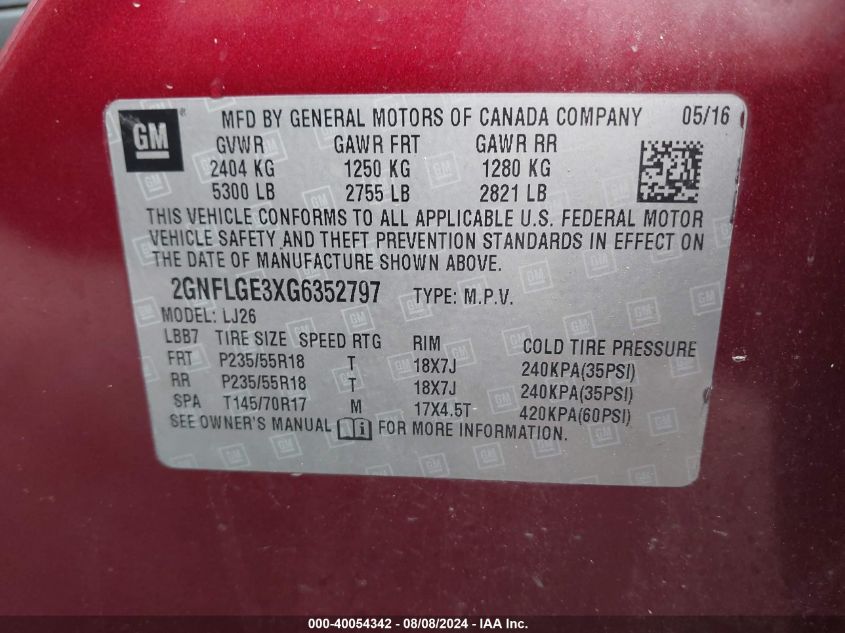 GM ® MFD BY GENERAL MOTORS OF CANADA COMPANY 05/16
GVWR GAWR FRT GAWR RR
2404 KG 1250 KG 1280 KG
5300 LB 2755 LB 2821 LB
THIS VEHICLE CONFORMS TO ALL APPLICABLE U.S. FEDERAL MOTOR
VEHICLE SAFETY AND THEFT PREVENTION STANDARDS IN EFFECT ON
THE DATE OF MANUFACTURE SHOWN ABOVE.
2GNFLGE3XG6352797 TYPE: M.P.V.
MODEL: LJ26
LBB7 TIRE SIZE SPEED RTG RIM COLD TIRE PRESSURE
FRT P235/55R18 T 18X7J 240KPA(35PSI)
RR P235/55R18 T 18X7J 240KPA(35PSI)
SPA T145/70R17 M 17X4.5T 420KPA(60PSI)
SEE OWNER'S MANUAL i FOR MORE INFORMATION.
000-40054342 - 08/08/2024 - IAA Inc.